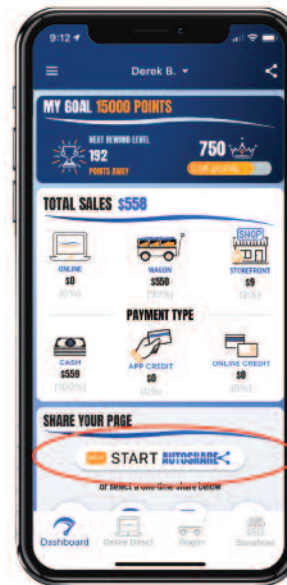 9:12
Derek B.
MY GOAL 15000 POINTS
NEXT REWARD LEVEL
192
POINTS AWAY
750
TOTAL SALES $558
SHOP
ONLINE
$0
(0%)
WAGON
$550
STOREFRONT
$9
(2%)
PAYMENT TYPE
CASH
$559
(100%)
APP CREDIT
$0
(0%)
ONLINE CREDIT
$0
(0%)
SHARE YOUR PAGE
START AUTOSHARE
or select a one time share below
Dashboard
Online Direct
Wagon
Storefront